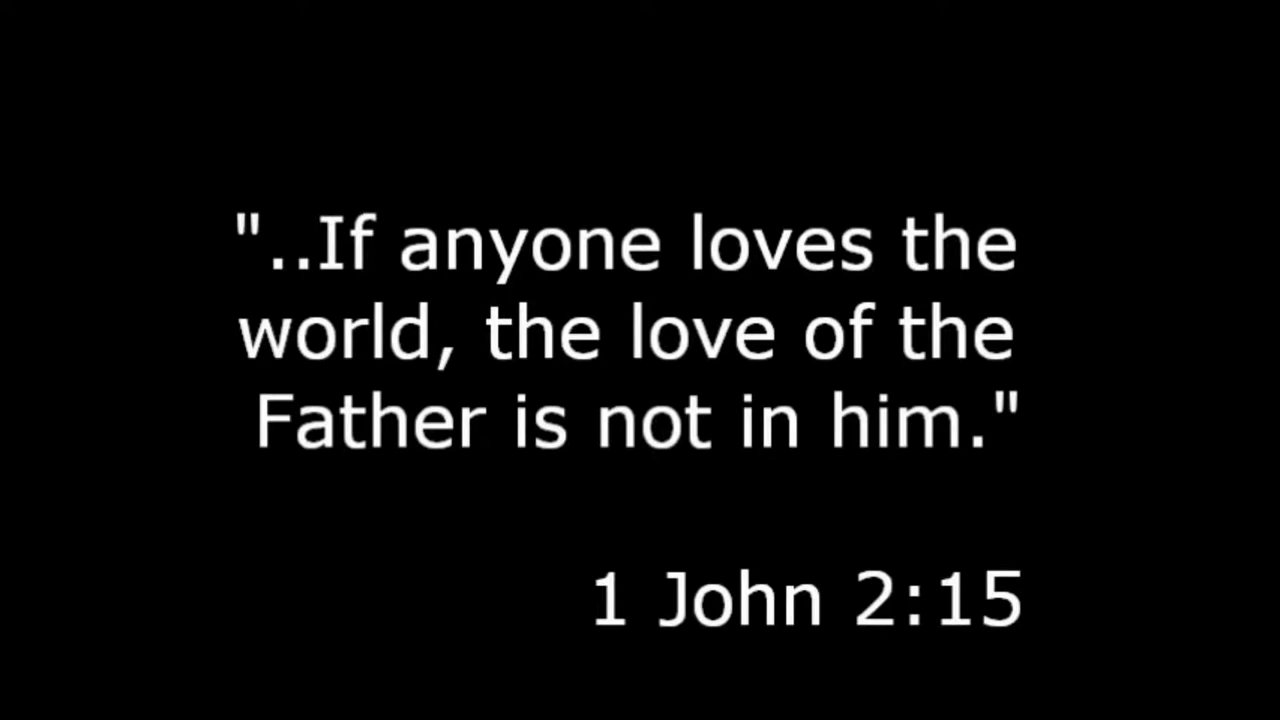 "..If anyone loves the
world, the love of the
Father is not in him."
1 John 2:15